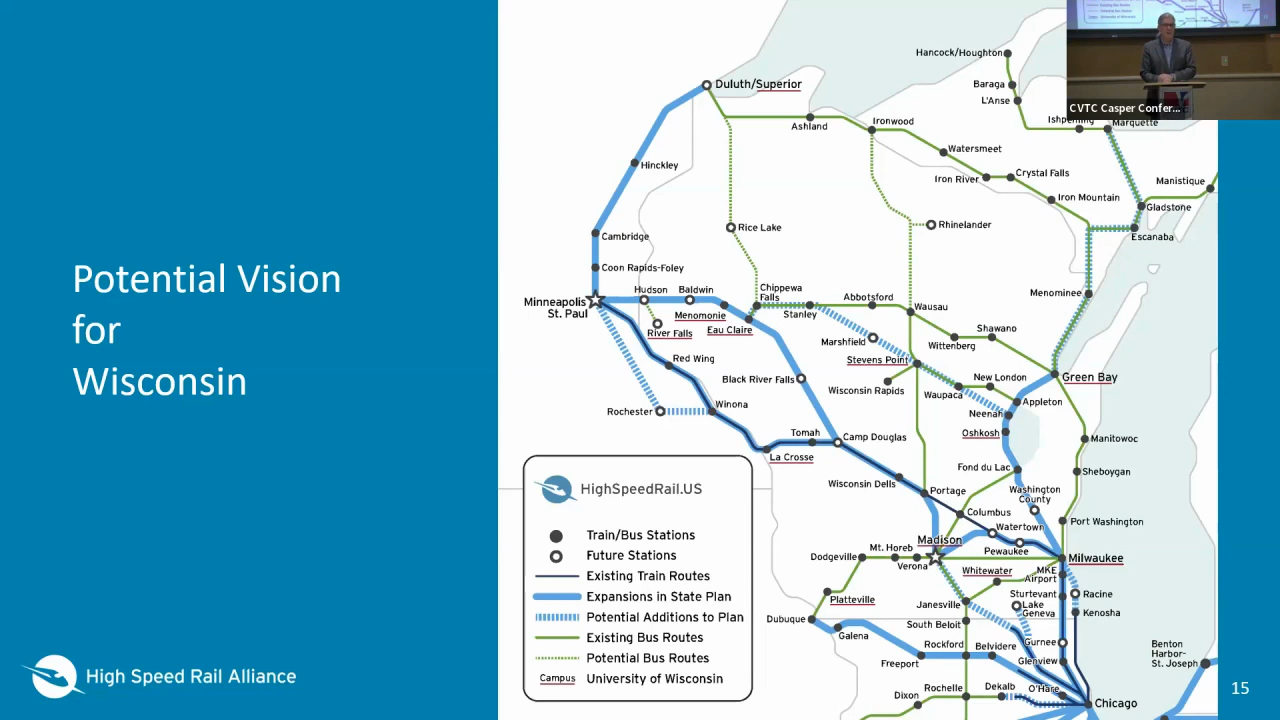 Potential Vision
for
Wisconsin
High Speed Rail Alliance
15
CVTC Casper Confer...
Hancock/Houghton
Baraga
L'Anse
Marquette
Duluth/Superior
Ashland
Ironwood
Watersmeet
Iron River
Crystal Falls
Iron Mountain
Manistique
Gladstone
Escanaba
Hinckley
Cambridge
Coon Rapids-Foley
Rice Lake
Rhinelander
Minneapolis
St. Paul
Hudson
Baldwin
Menomonie
River Falls
Eau Claire
Chippewa
Falls
Stanley
Abbotsford
Wausau
Menominee
Marshfield
Wittenberg
Shawano
Stevens Point
Green Bay
Red Wing
Black River Falls
Wisconsin Rapids
New London
Waupaca
Appleton
Neenah
Rochester
Winona
Tomah
Camp Douglas
Oshkosh
Manitowoc
La Crosse
Wisconsin Dells
Fond du Lac
Sheboygan
Portage
Washington
County
Columbus
Watertown
Port Washington
Madison
Pewaukee
Milwaukee
Dodgeville
Mt. Horeb
Verona
Whitewater
MKE
Airport
Platteville
Janesville
Sturtevant
Racine
Lake
Geneva
Kenosha
Dubuque
South Beloit
Galena
Rockford
Belvidere
Gurnee
Freeport
Glenview
Benton
Harbor-
St. Joseph
Rochelle
Dekalb
O'Hare
Dixon
Chicago
HighSpeedRail.US
Train/Bus Stations
Future Stations
Existing Train Routes
Expansions in State Plan
Potential Additions to Plan
Existing Bus Routes
Potential Bus Routes
Campus University of Wisconsin